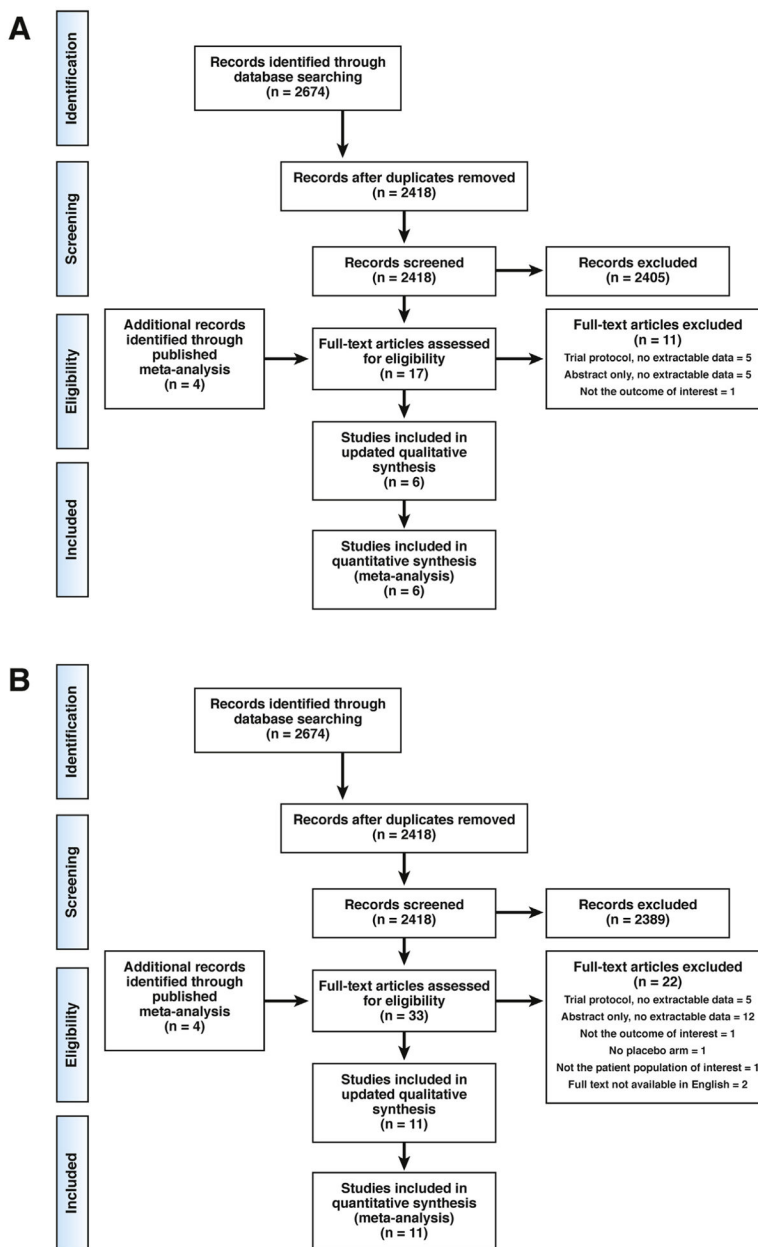 A
Identification
Records identified through
database searching
(n = 2674)
Screening
Records after duplicates removed
(n = 2418)
Records screened
(n = 2418)
Records excluded
(n = 2405)
Eligibility
Additional records
identified through
published
meta-analysis
(n = 4)
Full-text articles assessed
for eligibility
(n = 17)
Full-text articles excluded
(n = 11)
Trial protocol, no extractable data = 5
Abstract only, no extractable data = 5
Not the outcome of interest = 1
Studies included in
updated qualitative
synthesis
(n = 6)
Included
Studies included in
quantitative synthesis
(meta-analysis)
(n = 6)
B
Identification
Records identified through
database searching
(n = 2674)
Screening
Records after duplicates removed
(n = 2418)
Records screened
(n = 2418)
Records excluded
(n = 2389)
Eligibility
Additional records
identified through
published
meta-analysis
(n = 4)
Full-text articles assessed
for eligibility
(n = 33)
Full-text articles excluded
(n = 22)
Trial protocol, no extractable data = 5
Abstract only, no extractable data = 12
Not the outcome of interest = 1
No placebo arm = 1
Not the patient population of interest = 1
Full text not available in English = 2
Studies included in
updated qualitative
synthesis
(n = 11)
Included
Studies included in
quantitative synthesis
(meta-analysis)
(n = 11)